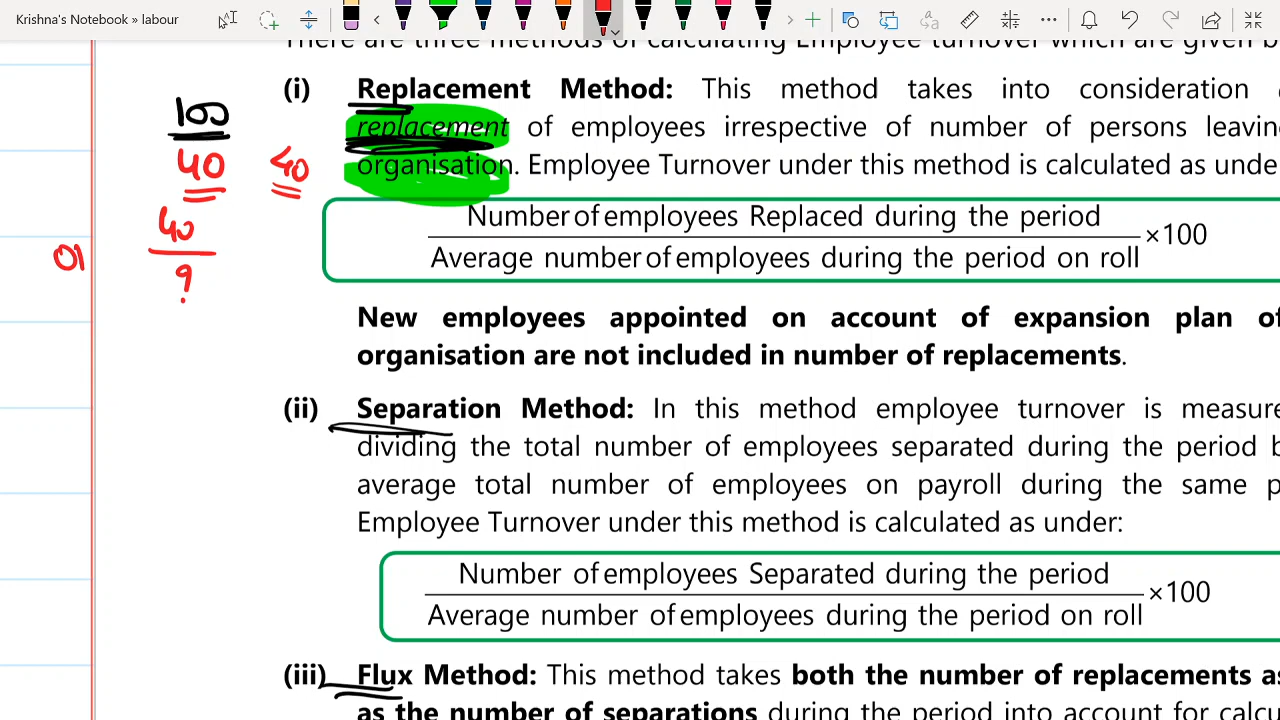 Krishna's Notebook » labour
There are three methods of calculating Employee turnover which are given b
(i) Replacement Method: This method takes into consideration
replacement of employees irrespective of number of persons leavin
organisation. Employee Turnover under this method is calculated as unde
Number of employees Replaced during the period
Average number of employees during the period on roll
×100
New employees appointed on account of expansion plan of
organisation are not included in number of replacements.
(ii) Separation Method: In this method employee turnover is measure
dividing the total number of employees separated during the period b
average total number of employees on payroll during the same p
Employee Turnover under this method is calculated as under:
Number of employees Separated during the period
Average number of employees during the period on roll
×100
(iii) Flux Method: This method takes both the number of replacements as
as the number of separations during the period into account for calcu
100
40 40
40
10
?